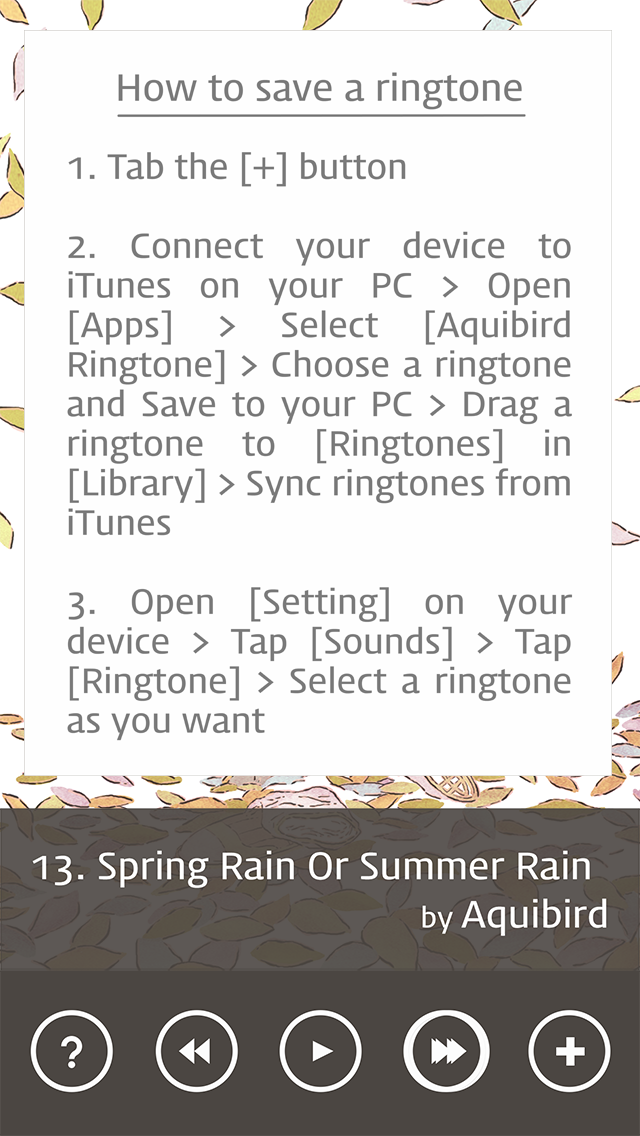 How to save a ringtone
1. Tab the [+] button
2. Connect your device to
iTunes on your PC > Open
[Apps] > Select [Aquibird
Ringtone] > Choose a ringtone
and Save to your PC > Drag a
ringtone to [Ringtones] in
[Library] > Sync ringtones from
iTunes
3. Open [Setting] on your
device > Tap [Sounds] > Tap
[Ringtone] > Select a ringtone
as you want
13. Spring Rain Or Summer Rain
by Aquibird
?